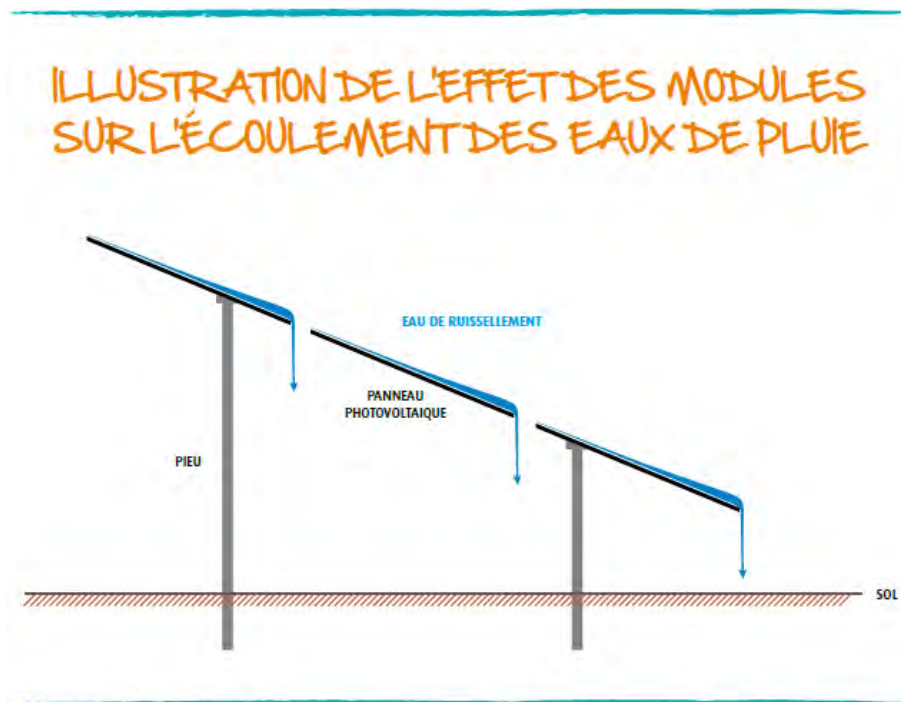 ILLUSTRATION DE L'EFFET DES MODULES
SUR L'ÉCOULEMENT DES EAUX DE PLUIE
EAU DE RUISSELLEMENT
PANNEAU
PHOTOVOLTAIQUE
PIEU
SOL